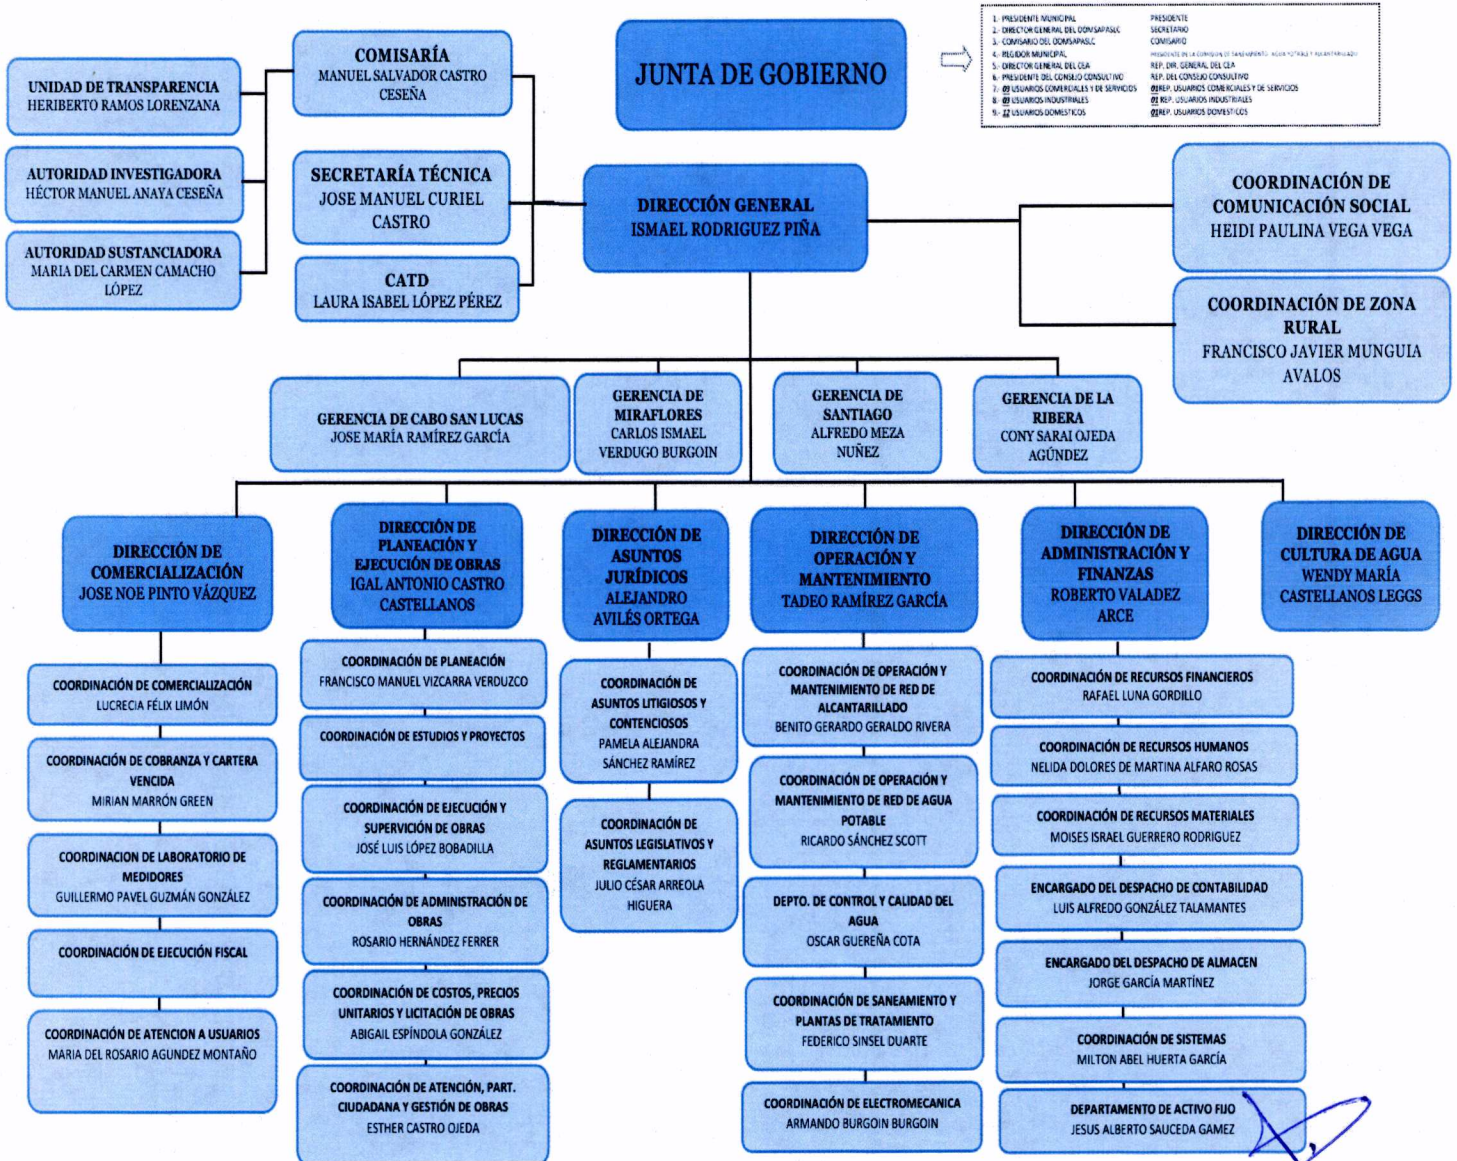 JUNTA DE GOBIERNO
1.- PRESIDENTE MUNICIPAL PRESIDENTE
2.- DIRECTOR GENERAL DEL OOMSAPASLC SECRETARIO
3.- COMISARIO DEL OOMSAPASLC COMISARIO
4.- REGIDOR MUNICIPAL PRESIDENTE DE LA COMISION DE SANEAMIENTO, AGUA POTABLE Y ALCANTARILLADO
5.- DIRECTOR GENERAL DEL CEA REP. DIR. GENERAL DEL CEA
6.- PRESIDENTE DEL CONSEJO CONSULTIVO REP. DEL CONSEJO CONSULTIVO
7.- 03 USUARIOS COMERCIALES Y DE SERVICIOS 01 REP. USUARIOS COMERCIALES Y DE SERVICIOS
8.- 03 USUARIOS INDUSTRIALES 01 REP. USUARIOS INDUSTRIALES
9.- 12 USUARIOS DOMESTICOS 01 REP. USUARIOS DOMESTICOS
COMISARÍA
MANUEL SALVADOR CASTRO
CESEÑA
UNIDAD DE TRANSPARENCIA
HERIBERTO RAMOS LORENZANA
AUTORIDAD INVESTIGADORA
HÉCTOR MANUEL ANAYA CESEÑA
AUTORIDAD SUSTANCIADORA
MARIA DEL CARMEN CAMACHO
LÓPEZ
SECRETARÍA TÉCNICA
JOSE MANUEL CURIEL
CASTRO
CATD
LAURA ISABEL LÓPEZ PÉREZ
DIRECCIÓN GENERAL
ISMAEL RODRIGUEZ PIÑA
COORDINACIÓN DE
COMUNICACIÓN SOCIAL
HEIDI PAULINA VEGA VEGA
COORDINACIÓN DE ZONA
RURAL
FRANCISCO JAVIER MUNGUIA
AVALOS
GERENCIA DE CABO SAN LUCAS
JOSE MARÍA RAMÍREZ GARCÍA
GERENCIA DE
MIRAFLORES
CARLOS ISMAEL
VERDUGO BURGOIN
GERENCIA DE
SANTIAGO
ALFREDO MEZA
NUÑEZ
GERENCIA DE LA
RIBERA
CONY SARAI OJEDA
AGÚNDEZ
DIRECCIÓN DE
COMERCIALIZACIÓN
JOSE NOE PINTO VÁZQUEZ
COORDINACIÓN DE COMERCIALIZACIÓN
LUCRECIA FÉLIX LIMÓN
COORDINACIÓN DE COBRANZA Y CARTERA
VENCIDA
MIRIAN MARRÓN GREEN
COORDINACION DE LABORATORIO DE
MEDIDORES
GUILLERMO PAVEL GUZMÁN GONZÁLEZ
COORDINACIÓN DE EJECUCIÓN FISCAL
COORDINACIÓN DE ATENCION A USUARIOS
MARIA DEL ROSARIO AGUNDEZ MONTAÑO
DIRECCIÓN DE
PLANEACIÓN Y
EJECUCIÓN DE OBRAS
IGAL ANTONIO CASTRO
CASTELLANOS
COORDINACIÓN DE PLANEACIÓN
FRANCISCO MANUEL VIZCARRA VERDUZCO
COORDINACIÓN DE ESTUDIOS Y PROYECTOS
COORDINACIÓN DE EJECUCIÓN Y
SUPERVISIÓN DE OBRAS
JOSÉ LUIS LÓPEZ BOBADILLA
COORDINACIÓN DE ADMINISTRACIÓN DE
OBRAS
ROSARIO HERNÁNDEZ FERRER
COORDINACIÓN DE COSTOS, PRECIOS
UNITARIOS Y LICITACIÓN DE OBRAS
ABIGAIL ESPÍNDOLA GONZÁLEZ
COORDINACIÓN DE ATENCIÓN, PART.
CIUDADANA Y GESTIÓN DE OBRAS
ESTHER CASTRO OJEDA
DIRECCIÓN DE
ASUNTOS
JURÍDICOS
ALEJANDRO
AVILÉS ORTEGA
COORDINACIÓN DE
ASUNTOS LITIGIOSOS Y
CONTENCIOSOS
PAMELA ALEJANDRA
SÁNCHEZ RAMÍREZ
COORDINACIÓN DE
ASUNTOS LEGISLATIVOS Y
REGLAMENTARIOS
JULIO CÉSAR ARREOLA
HIGUERA
DIRECCIÓN DE
OPERACIÓN Y
MANTENIMIENTO
TADEO RAMÍREZ GARCÍA
COORDINACIÓN DE OPERACIÓN Y
MANTENIMIENTO DE RED DE
ALCANTARILLADO
BENITO GERARDO GERALDO RIVERA
COORDINACIÓN DE OPERACIÓN Y
MANTENIMIENTO DE RED DE AGUA
POTABLE
RICARDO SÁNCHEZ SCOTT
DEPTO. DE CONTROL Y CALIDAD DEL
AGUA
OSCAR GUEREÑA COTA
COORDINACIÓN DE SANEAMIENTO Y
PLANTAS DE TRATAMIENTO
FEDERICO SINSEL DUARTE
COORDINACIÓN DE ELECTROMECANICA
ARMANDO BURGOIN BURGOIN
DIRECCIÓN DE
ADMINISTRACIÓN Y
FINANZAS
ROBERTO VALADEZ
ARCE
COORDINACIÓN DE RECURSOS FINANCIEROS
RAFAEL LUNA GORDILLO
COORDINACIÓN DE RECURSOS HUMANOS
NELIDA DOLORES DE MARTINA ALFARO ROSAS
COORDINACIÓN DE RECURSOS MATERIALES
MOISES ISRAEL GUERRERO RODRIGUEZ
ENCARGADO DEL DESPACHO DE CONTABILIDAD
LUIS ALFREDO GONZÁLEZ TALAMANTES
ENCARGADO DEL DESPACHO DE ALMACEN
JORGE GARCÍA MARTÍNEZ
COORDINACIÓN DE SISTEMAS
MILTON ABEL HUERTA GARCÍA
DEPARTAMENTO DE ACTIVO FIJO
JESUS ALBERTO SAUCEDA GAMEZ
DIRECCIÓN DE
CULTURA DE AGUA
WENDY MARÍA
CASTELLANOS LEGGS